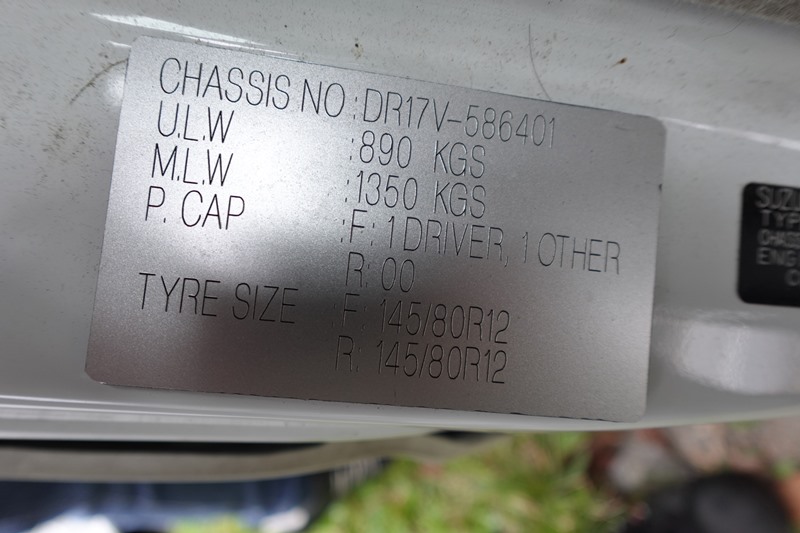 CHASSIS NO :DR17V-586401
U.L.W :890 KGS
M.L.W :1350 KGS
P. CAP :F: 1 DRIVER, 1 OTHER
R: 00
TYRE SIZE F: 145/80R12
R: 145/80R12